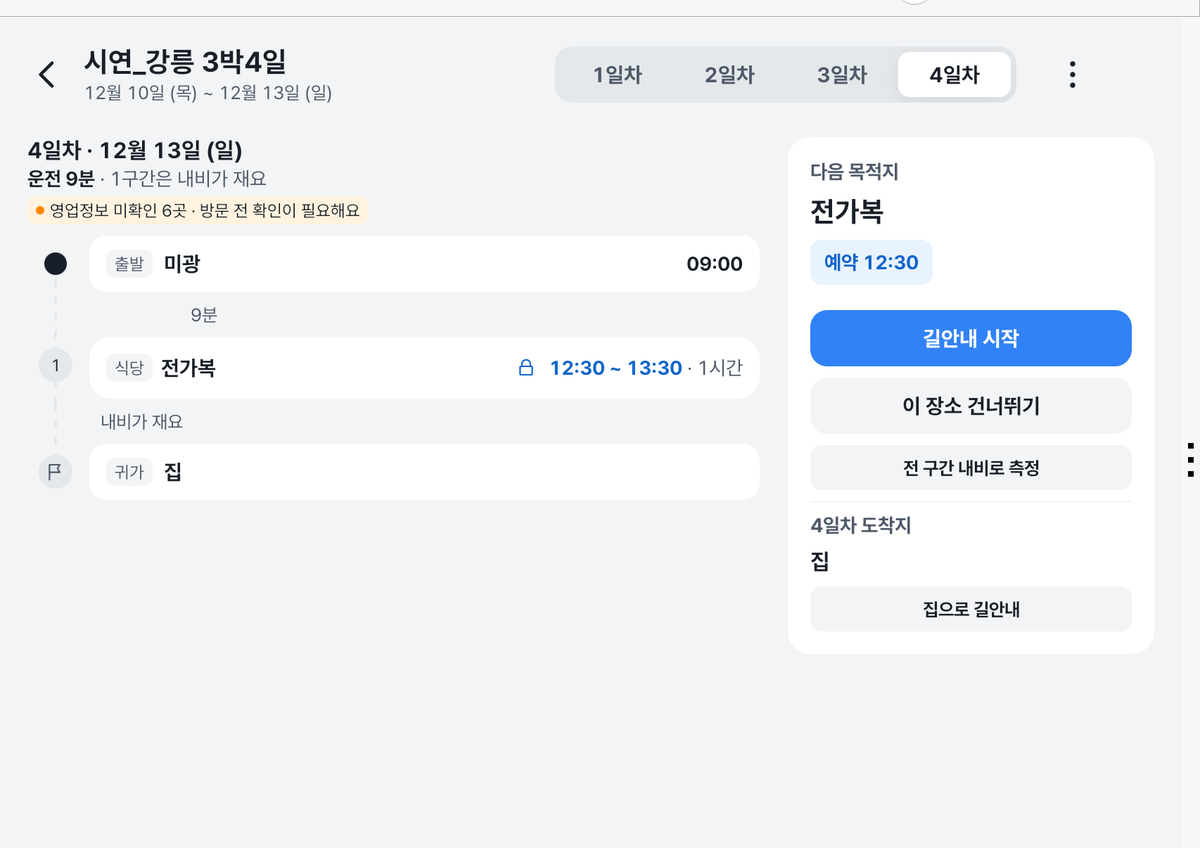 시연_강릉 3박4일
12월 10일 (목) ~ 12월 13일 (일)
1일차
2일차
3일차
4일차
4일차 · 12월 13일 (일)
운전 9분 · 1구간은 내비가 재요
영업정보 미확인 6곳 · 방문 전 확인이 필요해요
출발 미광 09:00
9분
1 식당 전가복 12:30 ~ 13:30 · 1시간
내비가 재요
귀가 집
다음 목적지
전가복
예약 12:30
길안내 시작
이 장소 건너뛰기
전 구간 내비로 측정
4일차 도착지
집
집으로 길안내